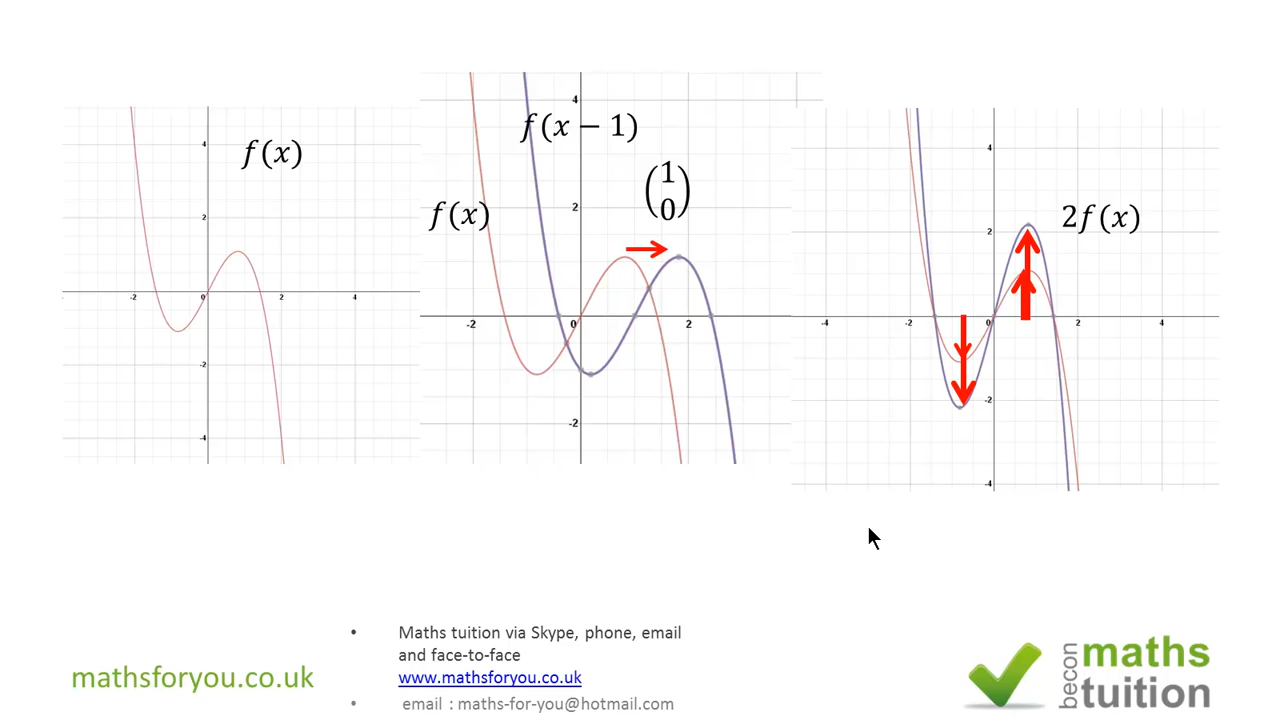 f(x)
4
2
-2
0
2
4
-2
-4
f(x − 1)
(1
0)
f(x)
4
2
-2
0
2
-2
2f(x)
4
2
-4
-2
0
2
4
-2
-4
• Maths tuition via Skype, phone, email
and face-to-face
www.mathsforyou.co.uk
• email : maths-for-you@hotmail.com
mathsforyou.co.uk
becon
maths
tuition